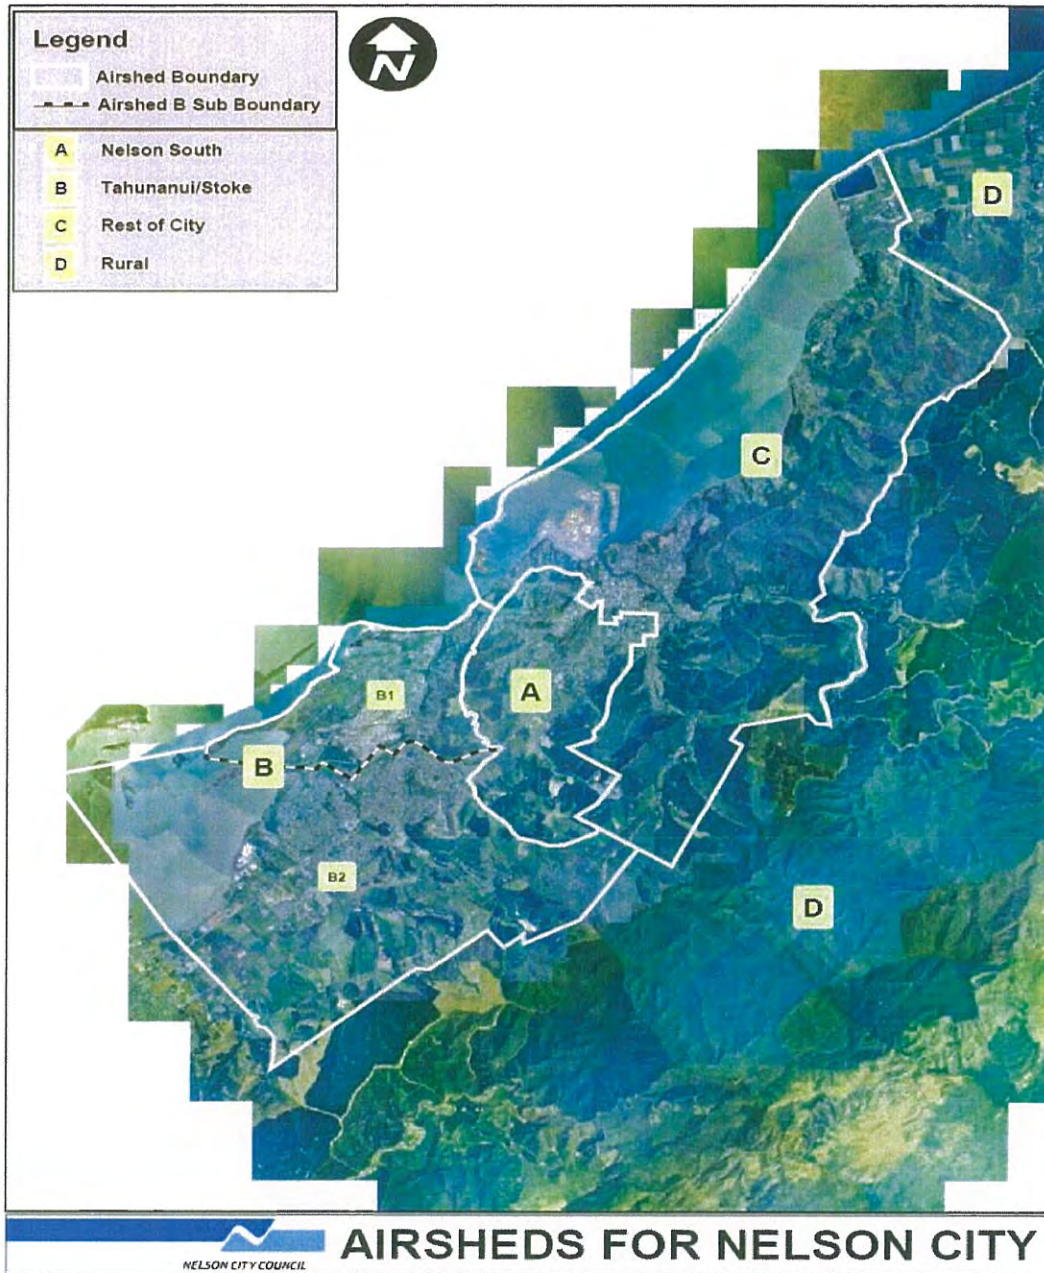 Legend
Airshed Boundary
Airshed B Sub Boundary
A Nelson South
B Tahunanui/Stoke
C Rest of City
D Rural
N
D
C
A
B1
B
B2
D
NELSON CITY COUNCIL
AIRSHEDS FOR NELSON CITY